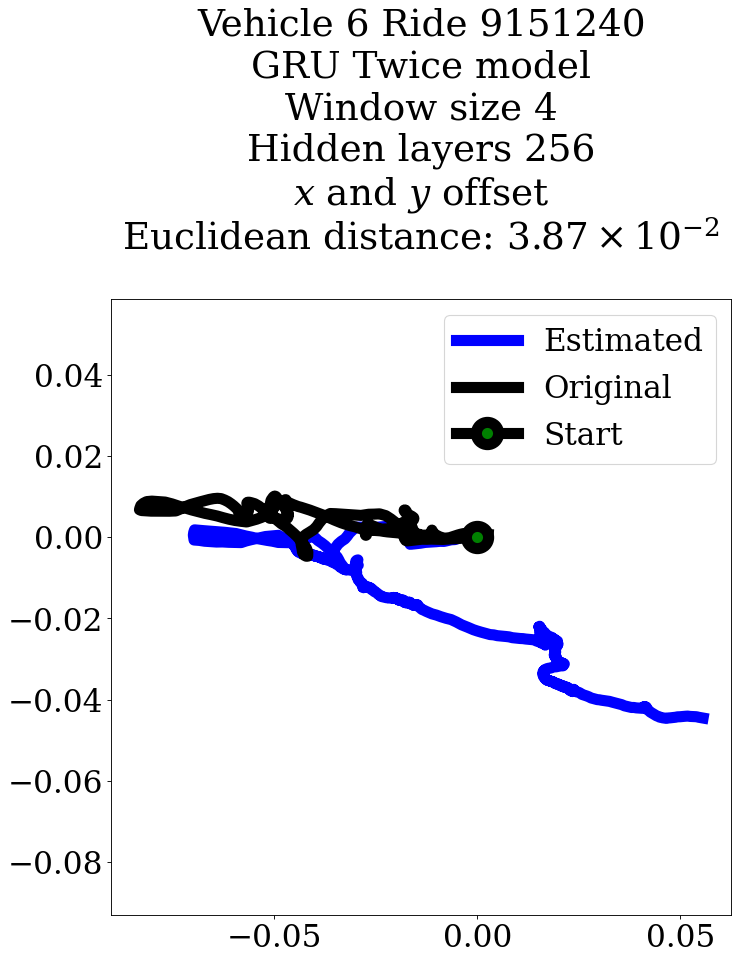 Vehicle 6 Ride 9151240
GRU Twice model
Window size 4
Hidden layers 256
x and y offset
Euclidean distance: 3.87 × 10⁻²
Estimated
Original
Start
0.04
0.02
0.00
−0.02
−0.04
−0.06
−0.08
−0.05 0.00 0.05